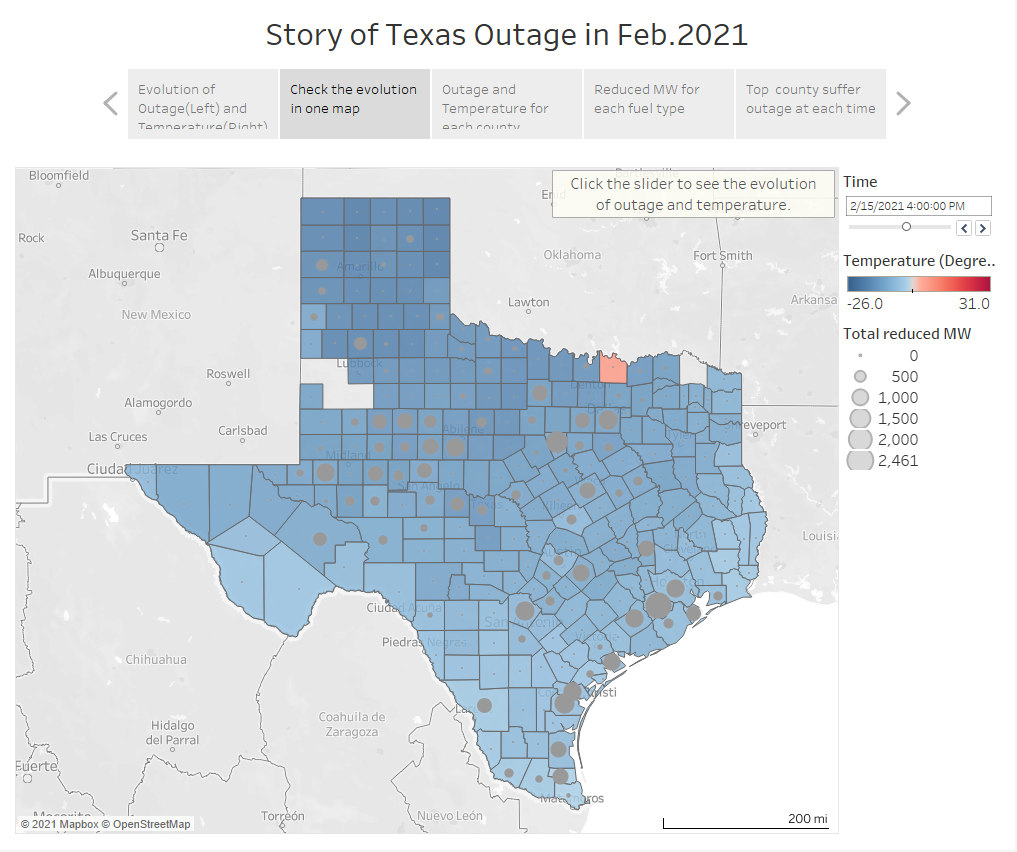 Story of Texas Outage in Feb.2021
Evolution of
Outage(Left) and
Temperature(Right)
Check the evolution
in one map
Outage and
Temperature for
each county
Reduced MW for
each fuel type
Top county suffer
outage at each time
Click the slider to see the evolution
of outage and temperature.
Time
2/15/2021 4:00:00 PM
Temperature (Degre..
-26.0
31.0
Total reduced MW
0
500
1,000
1,500
2,000
2,461
Bloomfield
Rock
Santa Fe
Albuquerque
New Mexico
Roswell
Alamogordo
Las Cruces
Carlsbad
Ciudad Juárez
Amarillo
Lubbock
Oklahoma
Lawton
Fort Smith
Arkansa
Denton
Abilene
Tyler
Shreveport
Midland
San Angelo
Texas
Killeen
Louisi
Austin
Houston
San Antonio
Victoria
Ciudad Acuña
Piedras Negras
Chihuahua
Coahuila de
Zaragoza
Hidalgo
del Parral
Fuerte
Torreón
Nuevo León
Matamoros
200 mi
© 2021 Mapbox © OpenStreetMap